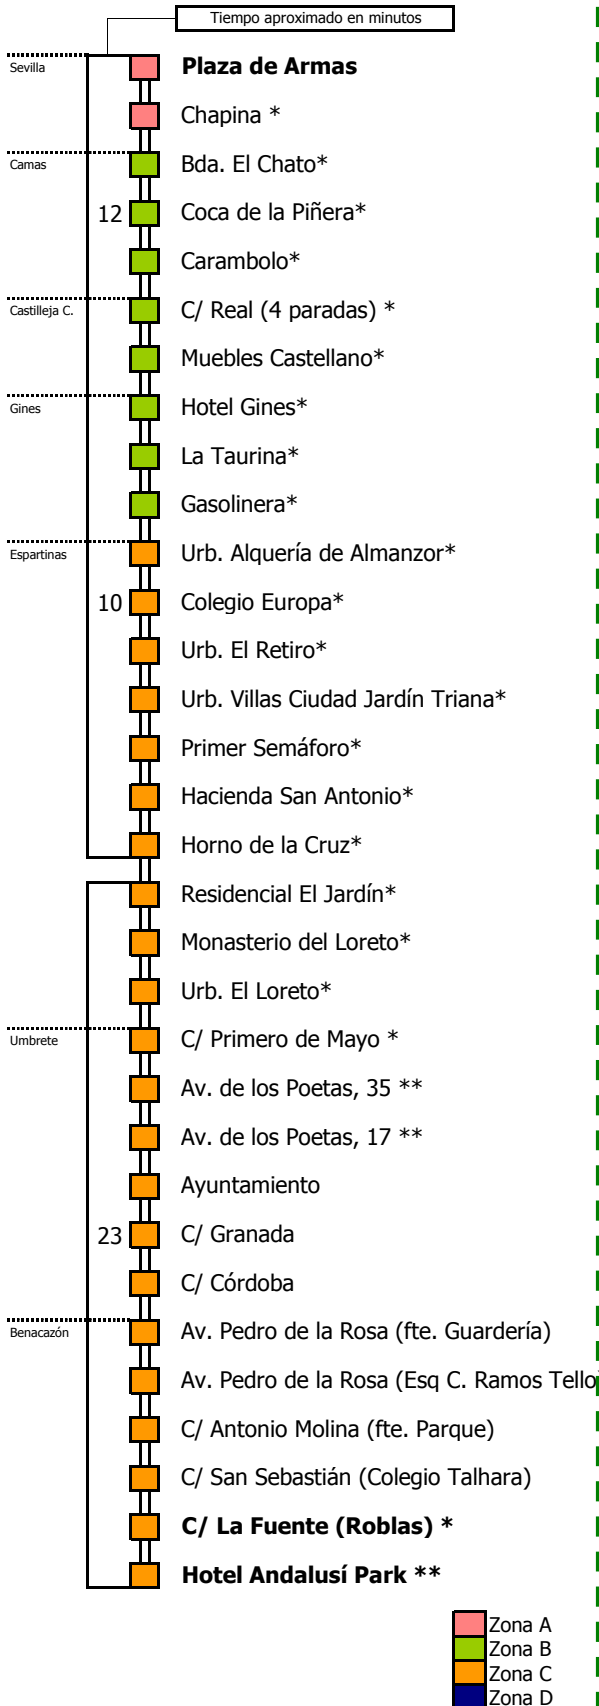 Tiempo aproximado en minutos
Sevilla
Plaza de Armas
Chapina *
Camas
Bda. El Chato*
12
Coca de la Piñera*
Carambolo*
Castilleja C.
C/ Real (4 paradas) *
Muebles Castellano*
Gines
Hotel Gines*
La Taurina*
Gasolinera*
Espartinas
Urb. Alquería de Almanzor*
10
Colegio Europa*
Urb. El Retiro*
Urb. Villas Ciudad Jardín Triana*
Primer Semáforo*
Hacienda San Antonio*
Horno de la Cruz*
Residencial El Jardín*
Monasterio del Loreto*
Urb. El Loreto*
Umbrete
C/ Primero de Mayo *
Av. de los Poetas, 35 **
Av. de los Poetas, 17 **
Ayuntamiento
23
C/ Granada
C/ Córdoba
Benacazón
Av. Pedro de la Rosa (fte. Guardería)
Av. Pedro de la Rosa (Esq C. Ramos Tello
C/ Antonio Molina (fte. Parque)
C/ San Sebastián (Colegio Talhara)
C/ La Fuente (Roblas) *
Hotel Andalusí Park **
Zona A
Zona B
Zona C
Zona D